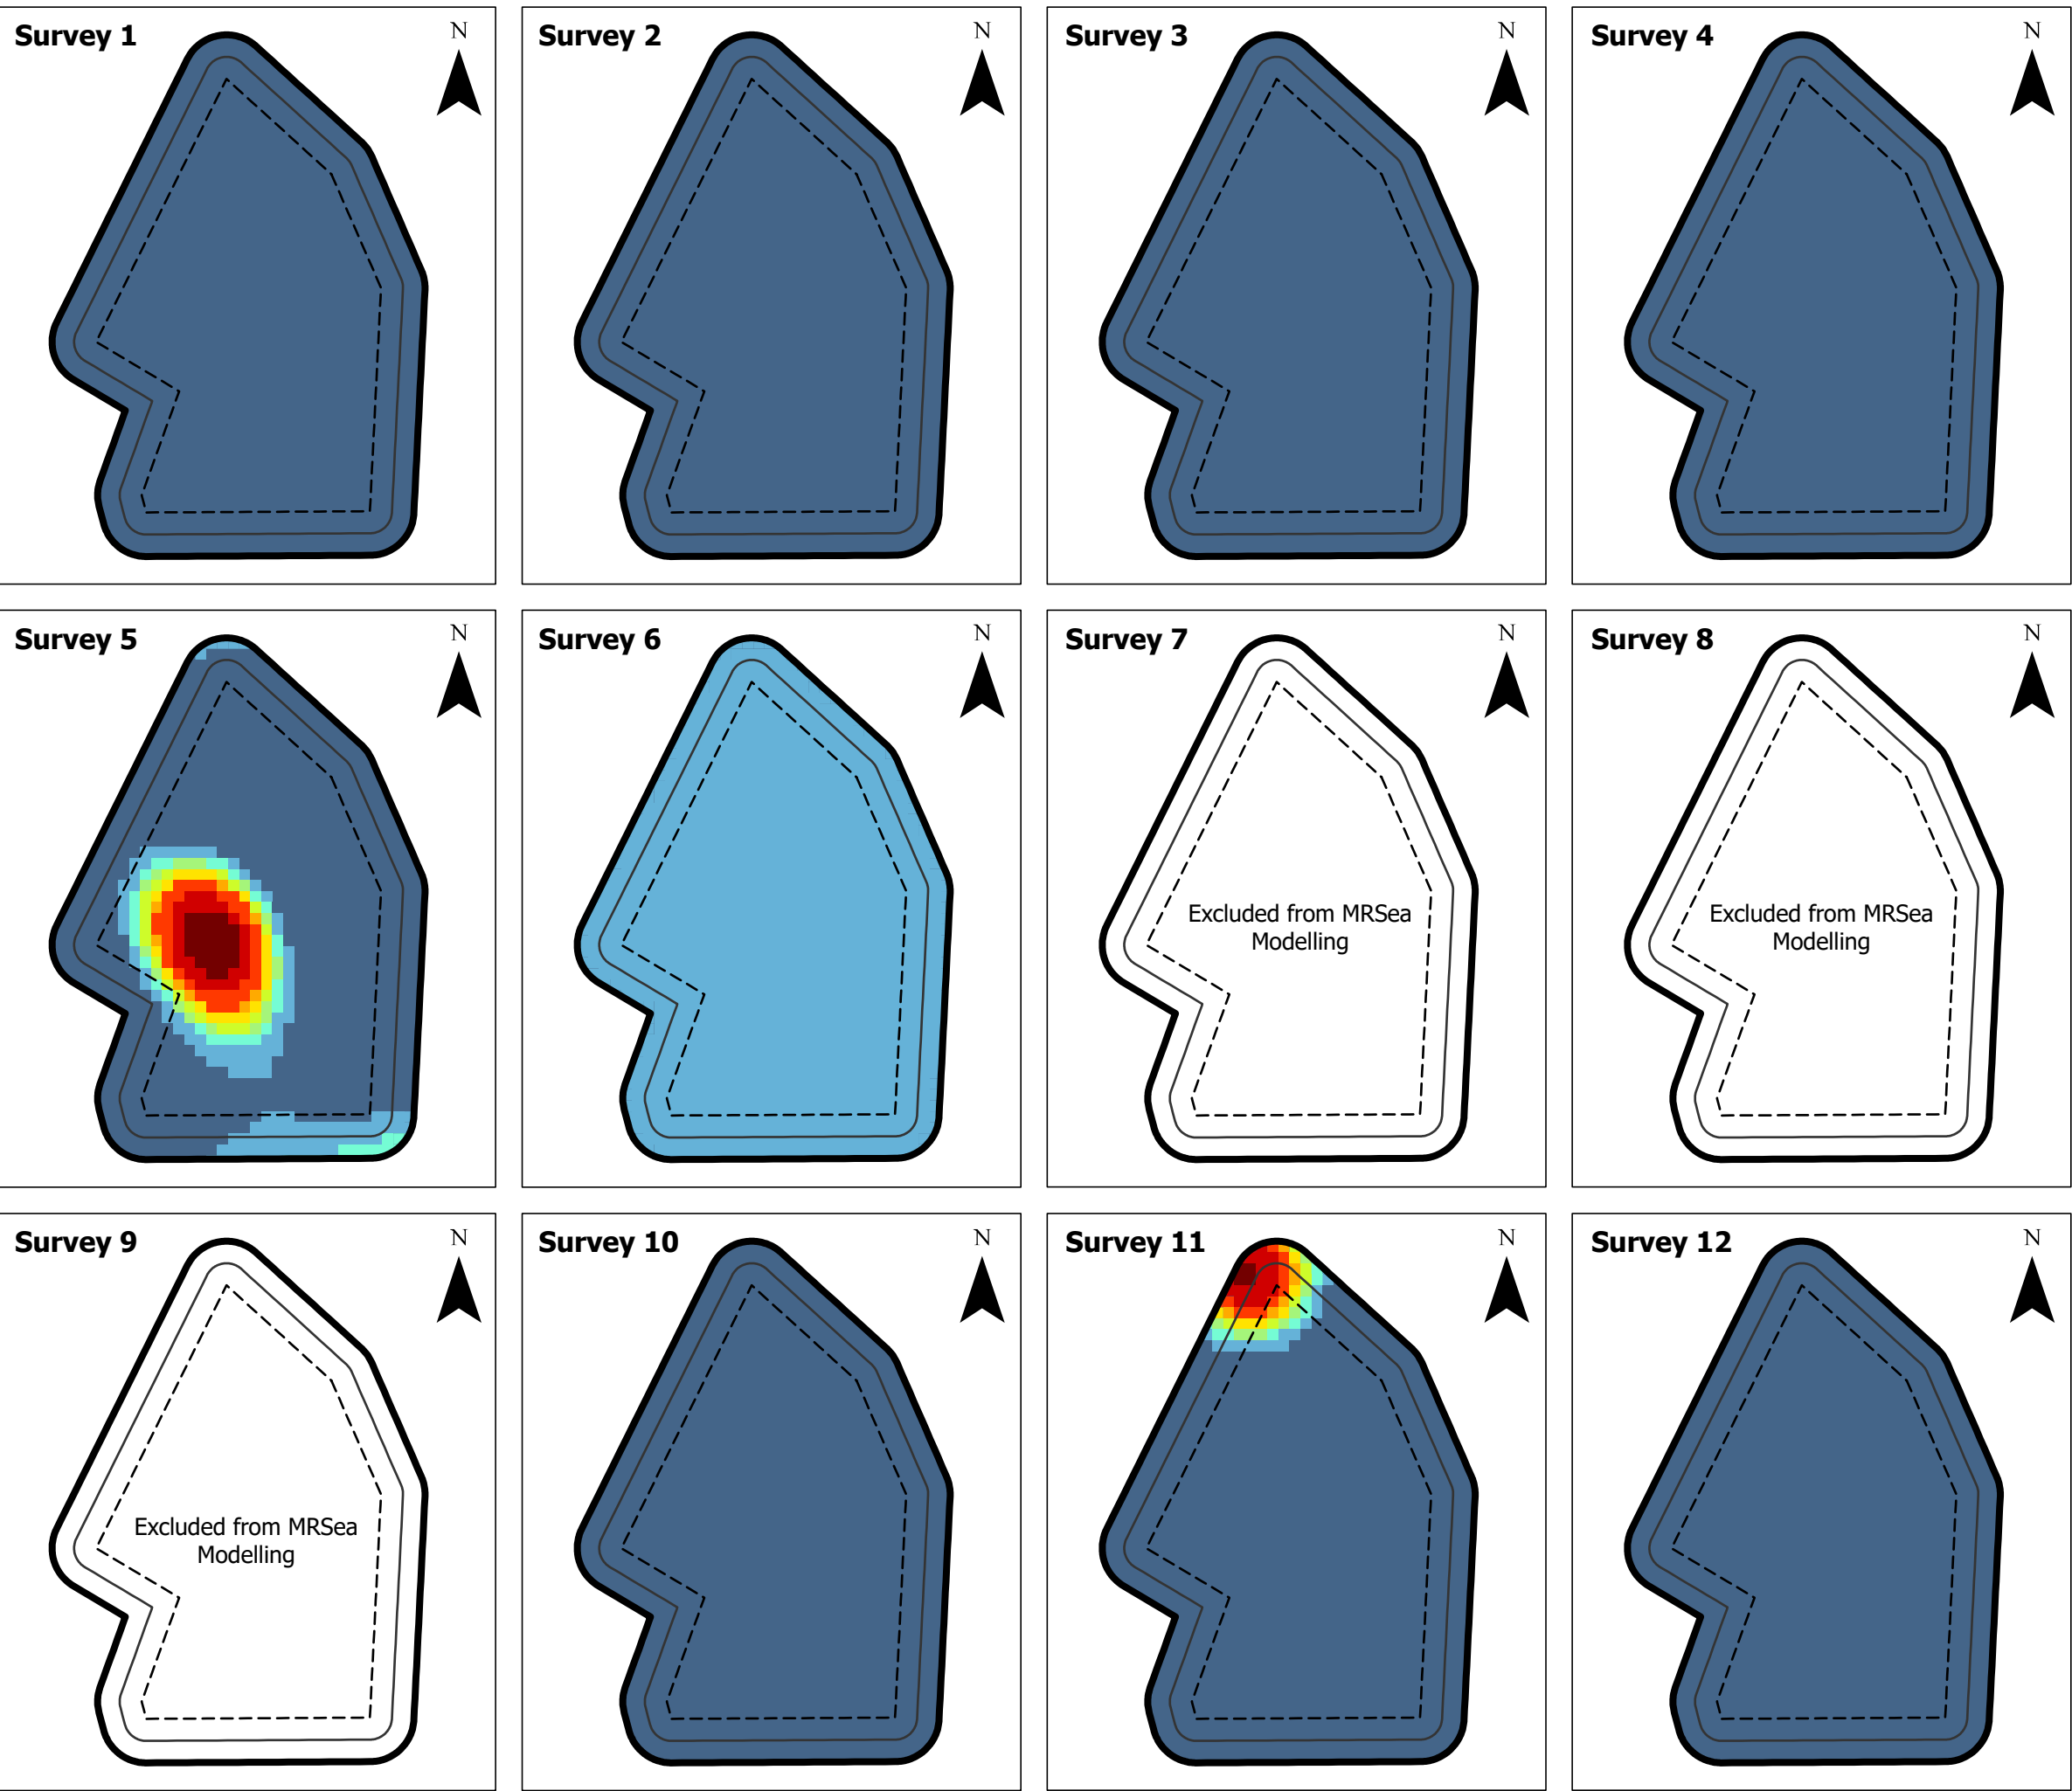 Survey 1
N
Survey 2
N
Survey 3
N
Survey 4
N
Survey 5
N
Survey 6
N
Survey 7
N
Excluded from MRSea
Modelling
Survey 8
N
Excluded from MRSea
Modelling
Survey 9
N
Excluded from MRSea
Modelling
Survey 10
N
Survey 11
N
Survey 12
N